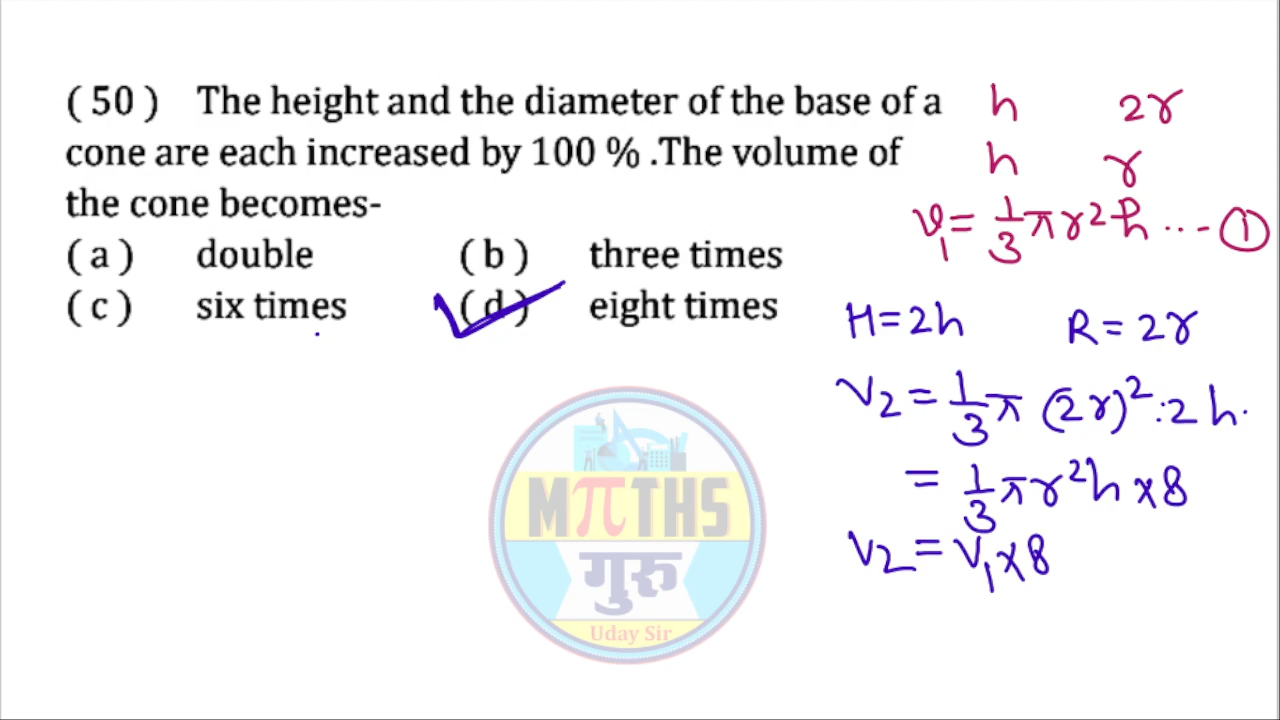 ( 50 ) The height and the diameter of the base of a
cone are each increased by 100 % .The volume of
the cone becomes-
( a ) double ( b ) three times
( c ) six times ( d ) eight times
h 2r
h r
v₁ = 1/3 πr²h ... ①
H = 2h R = 2r
V₂ = 1/3 π (2r)² · 2h.
= 1/3 πr²h × 8
V₂ = V₁ × 8
MπTHS
गुरु
Uday Sir